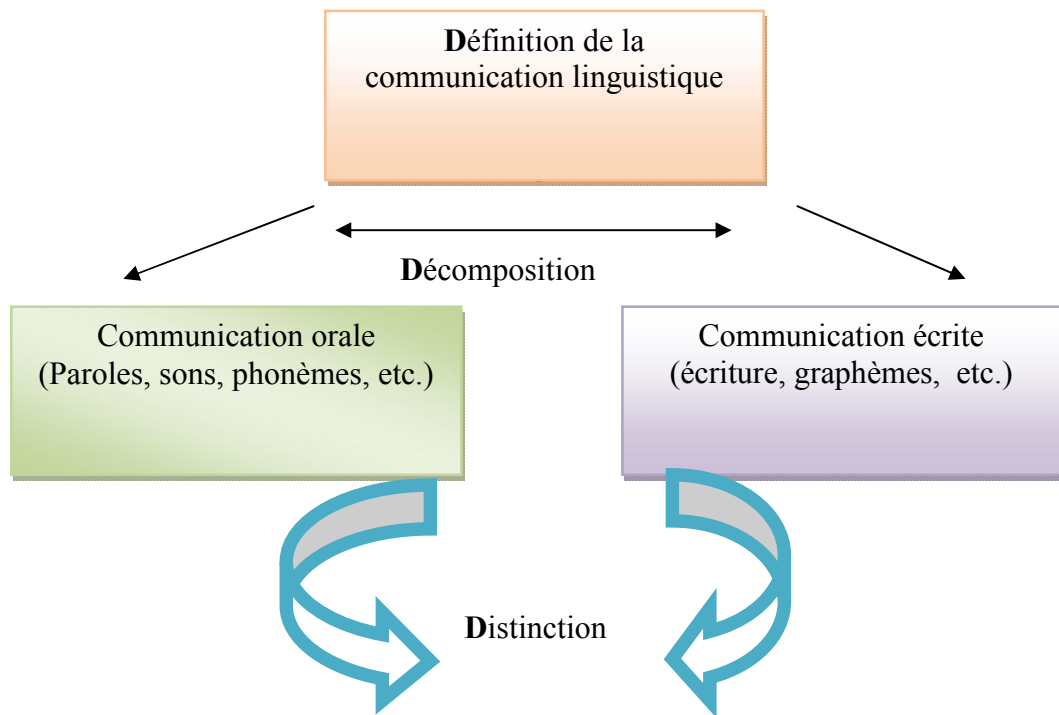 Définition de la
communication linguistique
Décomposition
Communication orale
(Paroles, sons, phonèmes, etc.)
Communication écrite
(écriture, graphèmes,  etc.)
Distinction